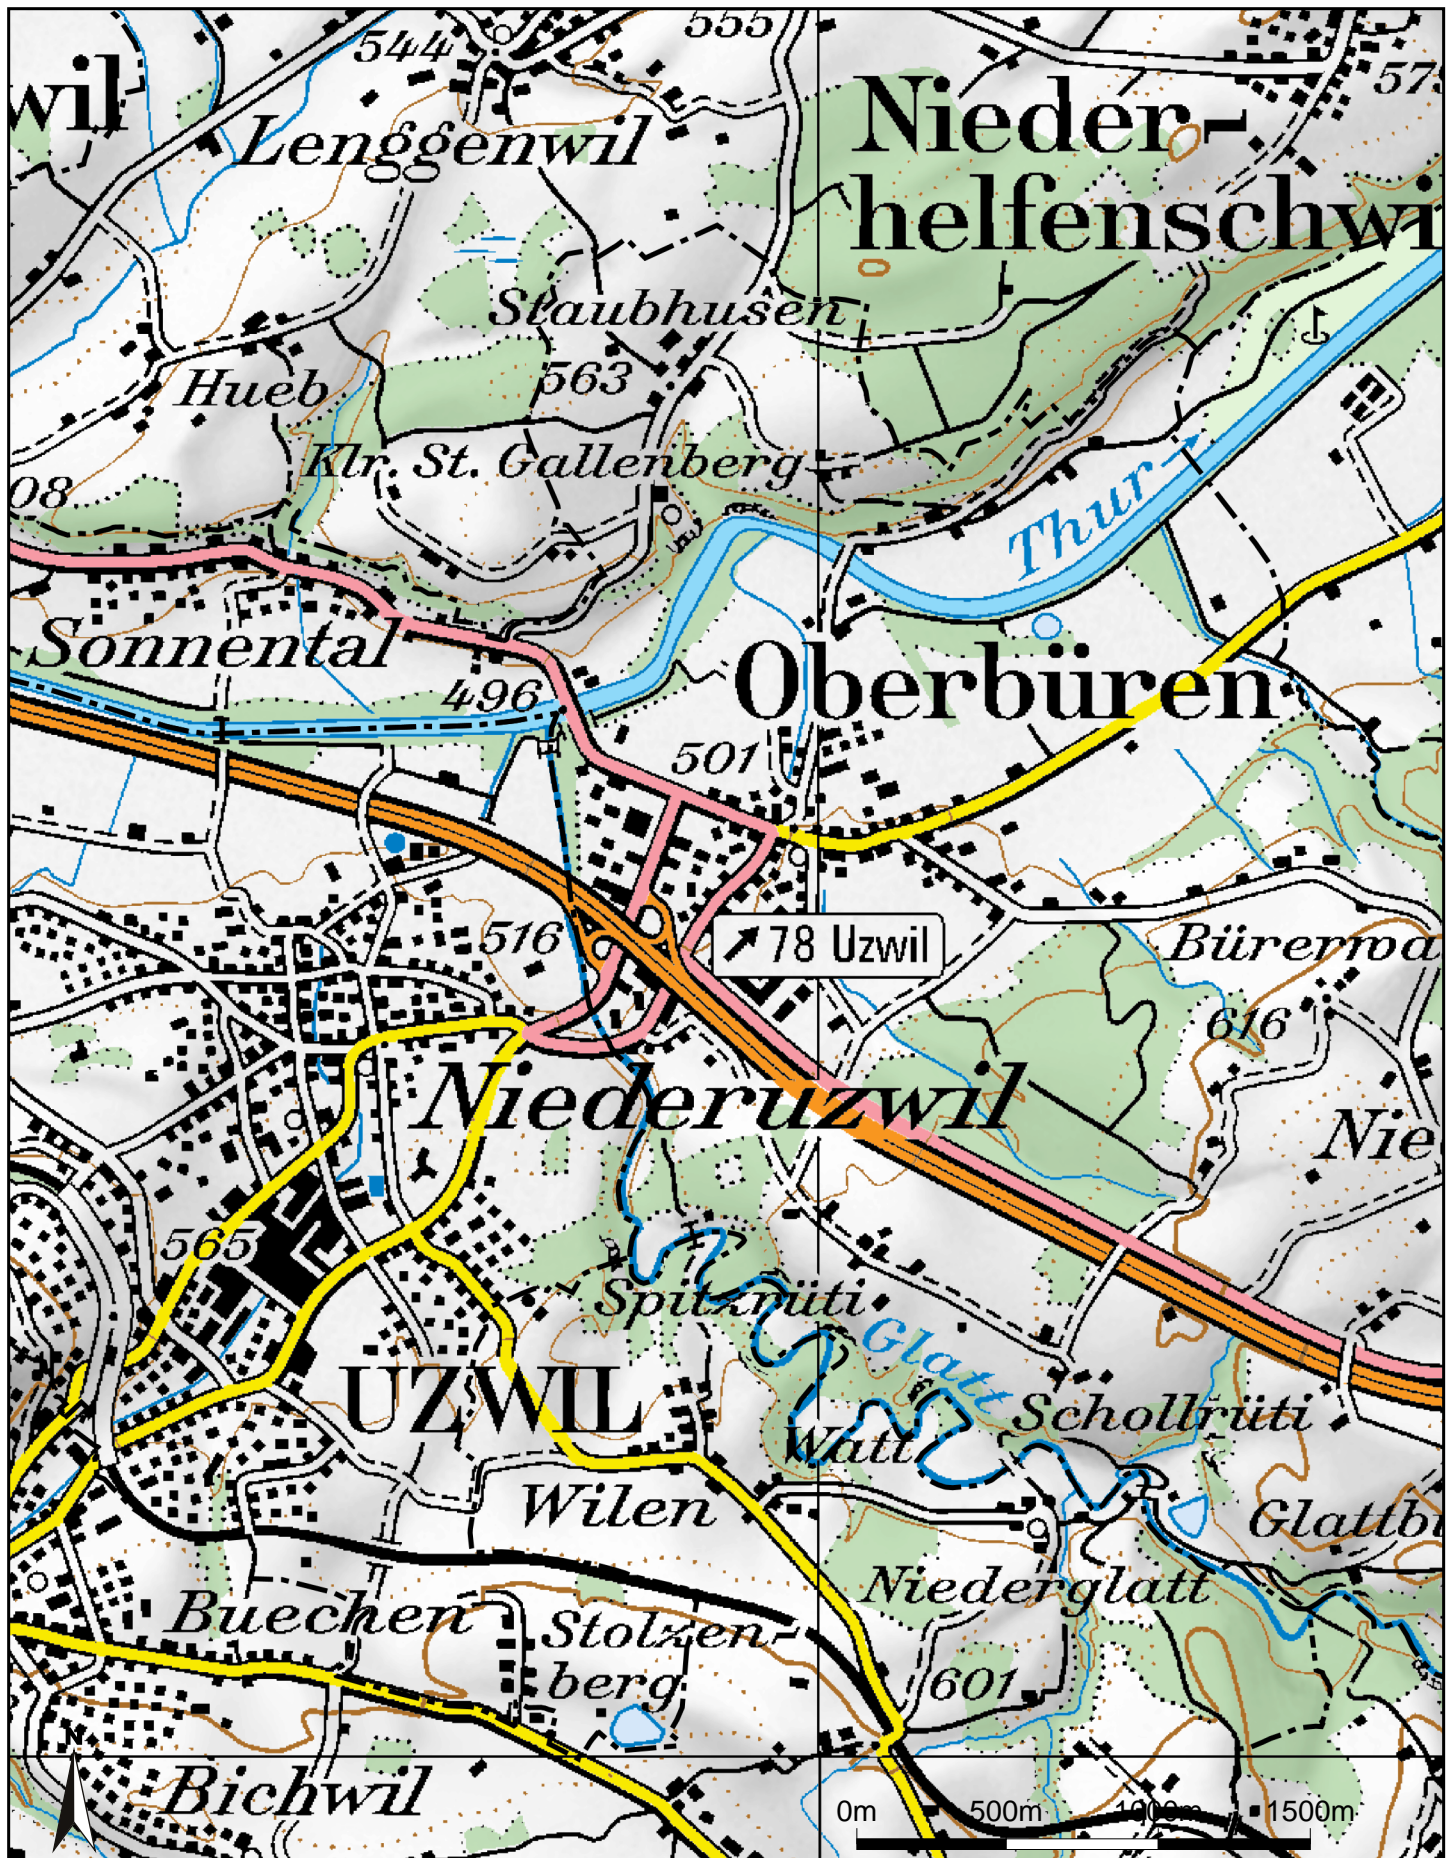 544
555
573
wil
Lenggenwil
Nieder-
helfenschwi
Staubhusen
563
Hueb
Klr. St. Gallenberg
08
Thur
Sonnental
496
Oberbüren
501
516
78 Uzwil
Bürerwa
616
Niederuzwil
Nie
565
Spitzrüti
Glatt
UZWIL
Schollrüti
Watt
Wilen
Glattbu
Niederglatt
Buechen
Stolzen-
berg
601
N
Bichwil
0m 500m 1000m 1500m